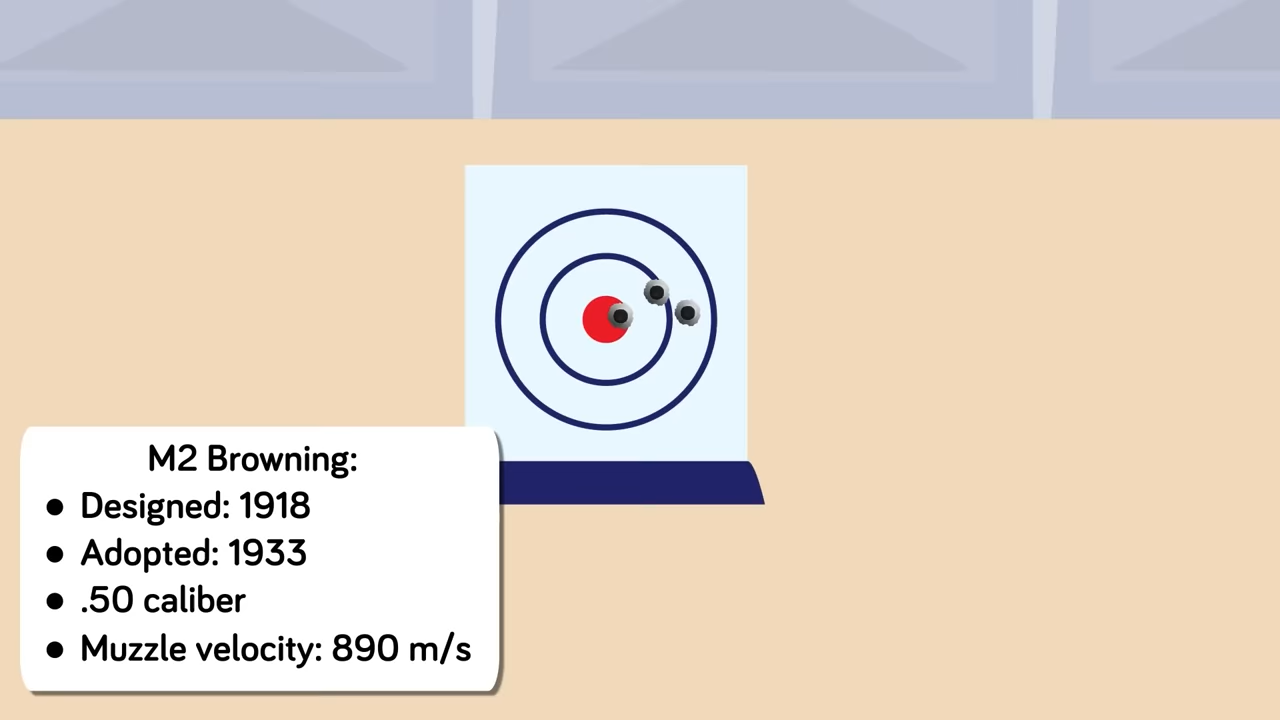 M2 Browning:
● Designed: 1918
● Adopted: 1933
● .50 caliber
● Muzzle velocity: 890 m/s